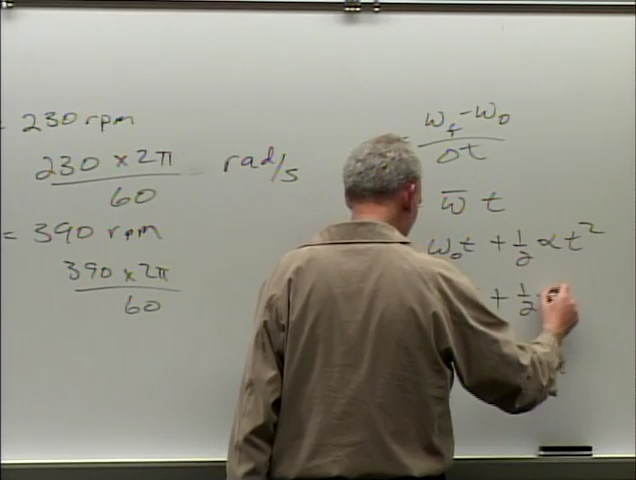 = 230 rpm
230 x 2π
60
= rad/s
= 390 rpm
390 x 2π
60
= ω_f - ω_0
Δt
ω̅ t
ω_0t + 1/2 α t²
+ 1/2